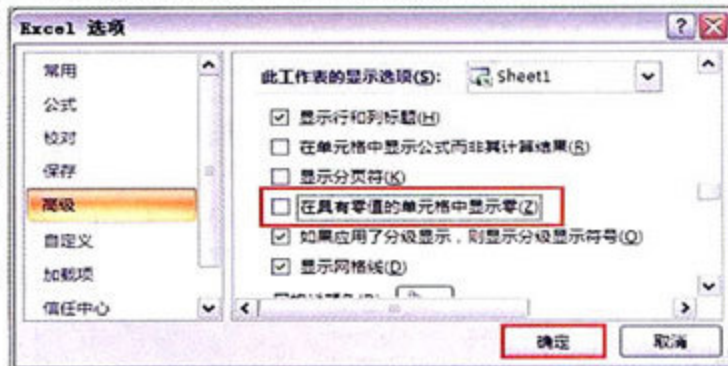 Excel 选项
常用
公式
校对
保存
高级
自定义
加载项
信任中心
此工作表的显示选项(S): Sheet1
显示行和列标题(H)
在单元格中显示公式而非其计算结果(R)
显示分页符(K)
在具有零值的单元格中显示零(Z)
如果应用了分级显示，则显示分级显示符号(O)
显示网格线(D)
确定 取消